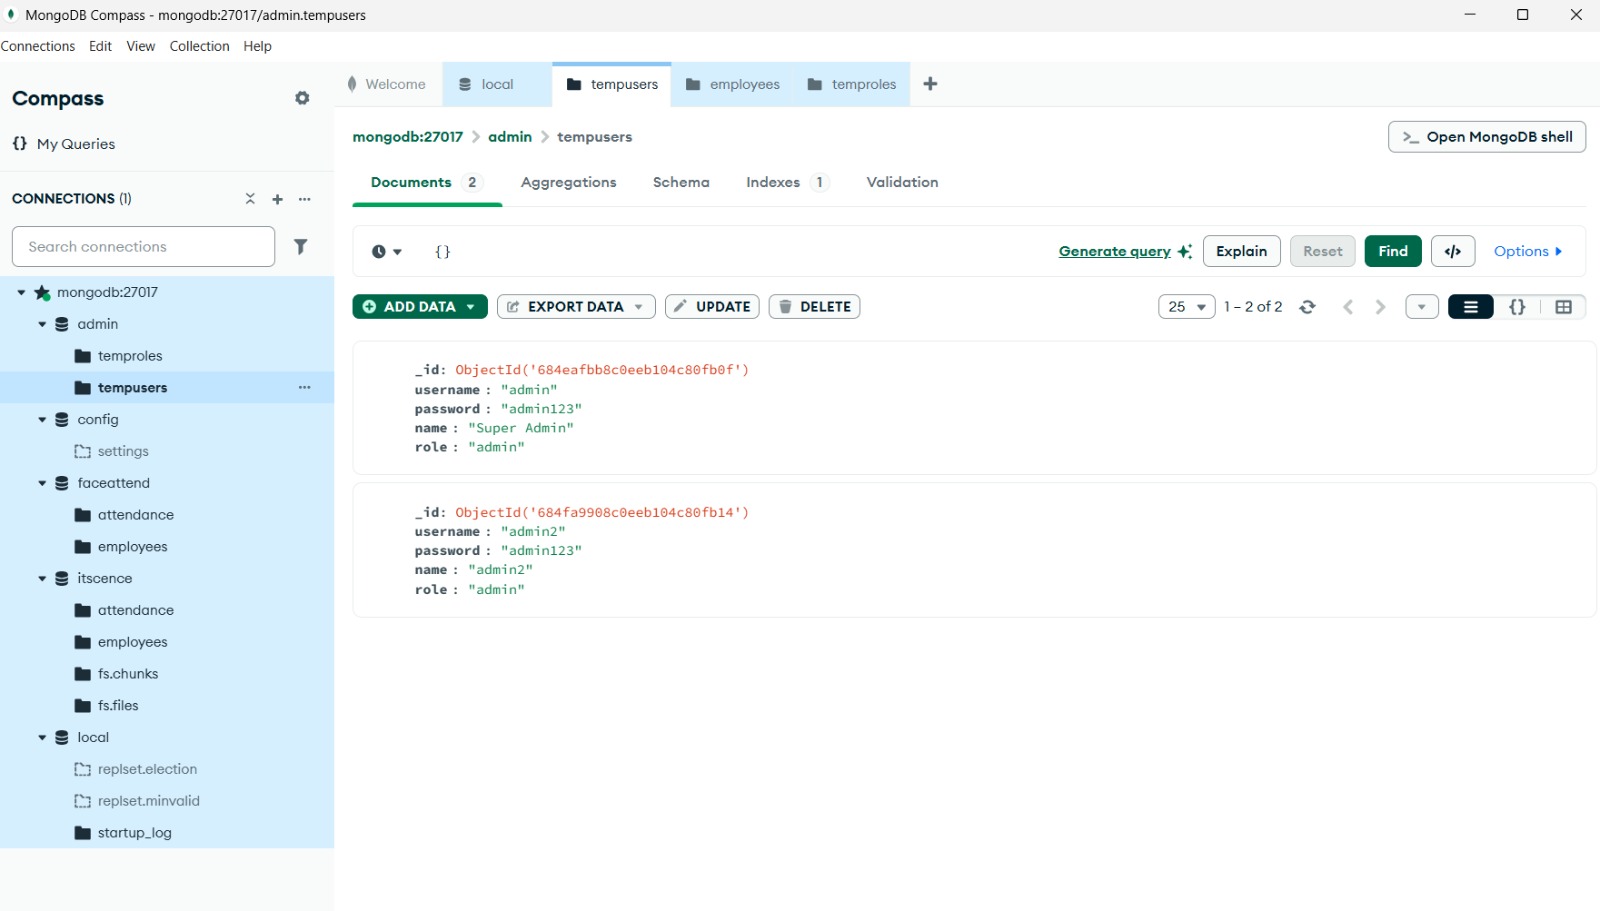 MongoDB Compass - mongodb:27017/admin.tempusers
Connections Edit View Collection Help
Compass
{} My Queries
CONNECTIONS (1)
Search connections
mongodb:27017
admin
temproles
tempusers
config
settings
faceattend
attendance
employees
itscence
attendance
employees
fs.chunks
fs.files
local
replset.election
replset.minvalid
startup_log
Welcome local tempusers employees temproles +
mongodb:27017 > admin > tempusers
>_ Open MongoDB shell
Documents 2 Aggregations Schema Indexes 1 Validation
{} Generate query Explain Reset Find </> Options
ADD DATA EXPORT DATA UPDATE DELETE 25 1 – 2 of 2 {}
_id: ObjectId('684eafbb8c0eeb104c80fb0f')
username : "admin"
password : "admin123"
name : "Super Admin"
role : "admin"
_id: ObjectId('684fa9908c0eeb104c80fb14')
username : "admin2"
password : "admin123"
name : "admin2"
role : "admin"